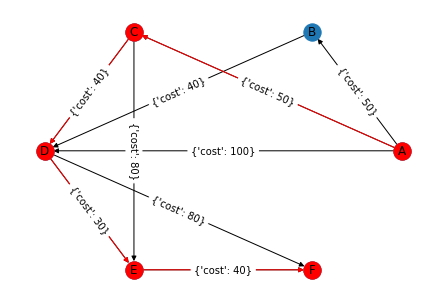 C
B
{'cost': 40}
{'cost': 40}
{'cost': 50}
{'cost': 50}
D
{'cost': 80}
{'cost': 100}
A
{'cost': 30}
{'cost': 80}
E
{'cost': 40}
F